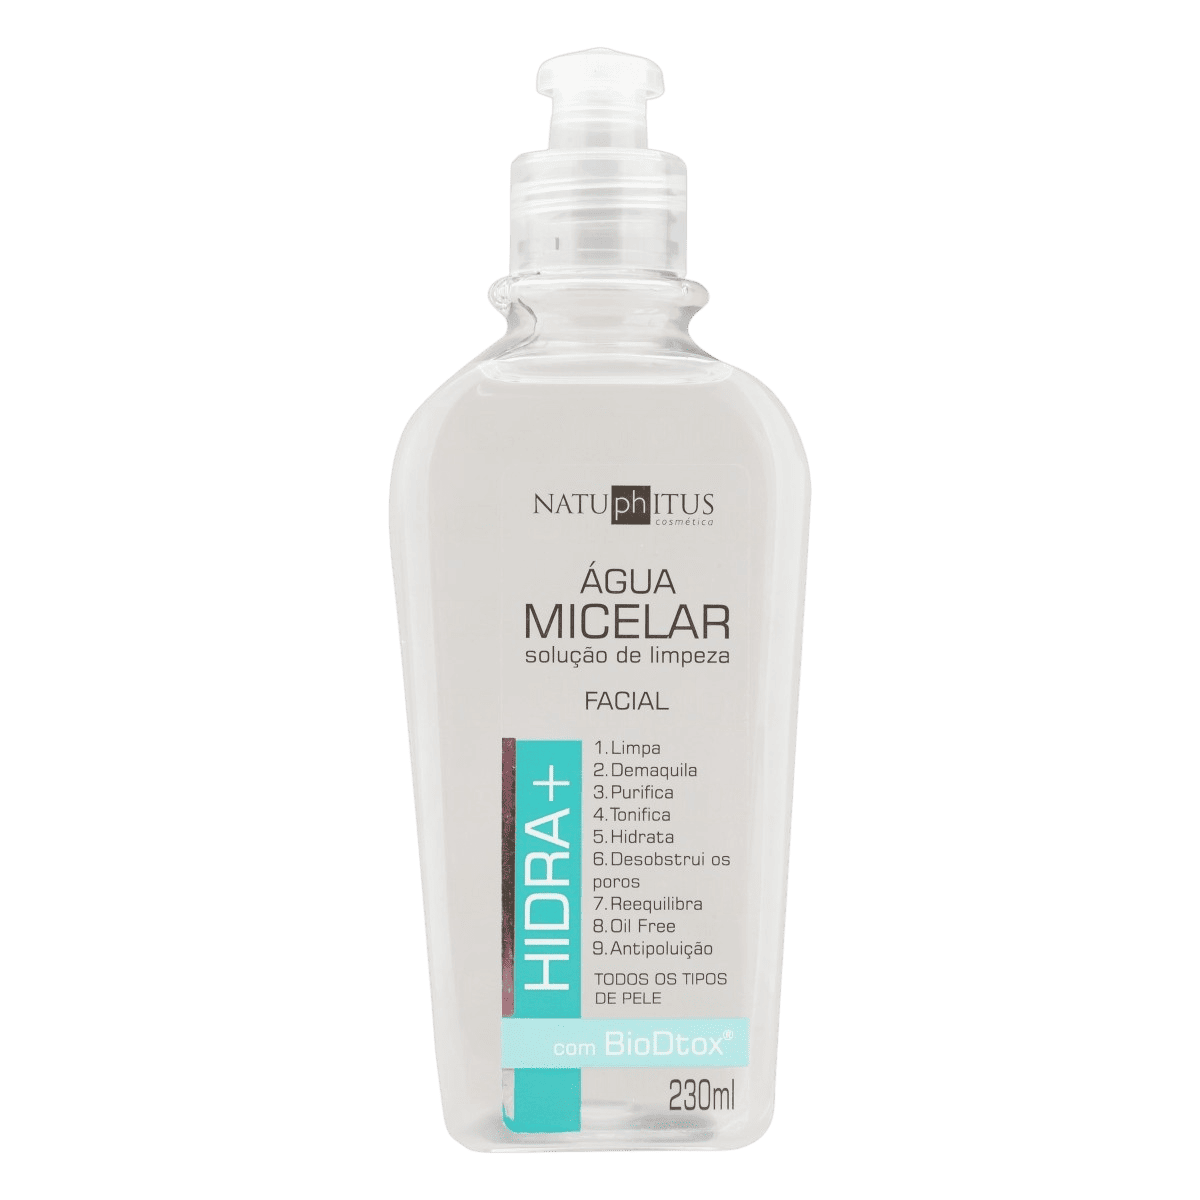 NATUphITUS
cosmética
ÁGUA
MICELAR
solução de limpeza
FACIAL
HIDRA+
1.Limpa
2.Demaquila
3.Purifica
4.Tonifica
5.Hidrata
6.Desobstrui os
poros
7.Reequilibra
8.Oil Free
9.Antipoluição
TODOS OS TIPOS
DE PELE
com BioDtox®
230ml